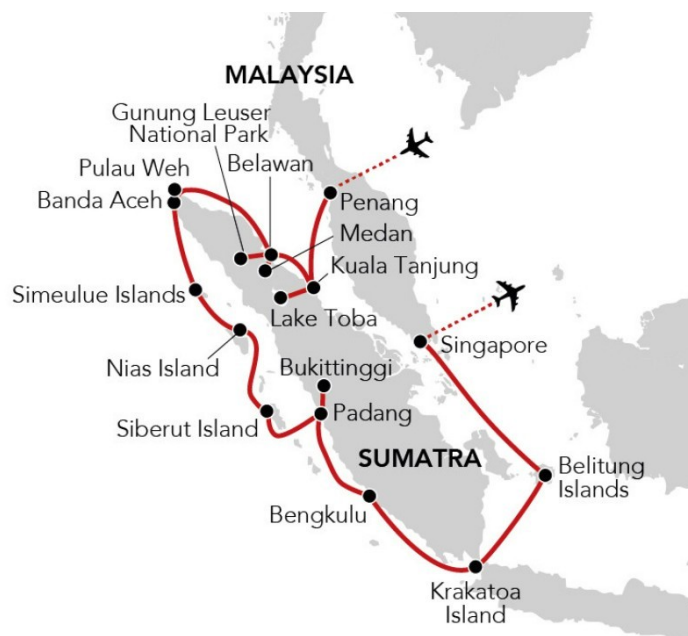 MALAYSIA
Gunung Leuser
National Park
Belawan
Pulau Weh
Banda Aceh
Penang
Medan
Kuala Tanjung
Simeulue Islands
Lake Toba
Singapore
Nias Island
Bukittinggi
Padang
Siberut Island
SUMATRA
Belitung
Islands
Bengkulu
Krakatoa
Island